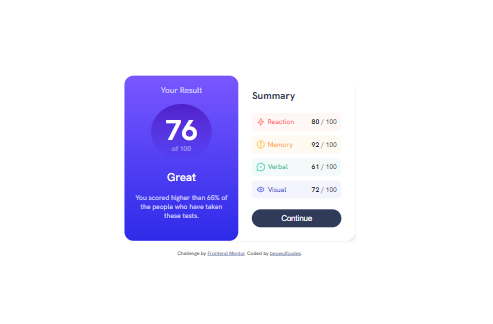 Your Result
76
of 100
Great
You scored higher than 65% of
the people who have taken
these tests.
Summary
Reaction 80 / 100
Memory 92 / 100
Verbal 61 / 100
Visual 72 / 100
Continue
Challenge by Frontend Mentor. Coded by beowulfcodes.